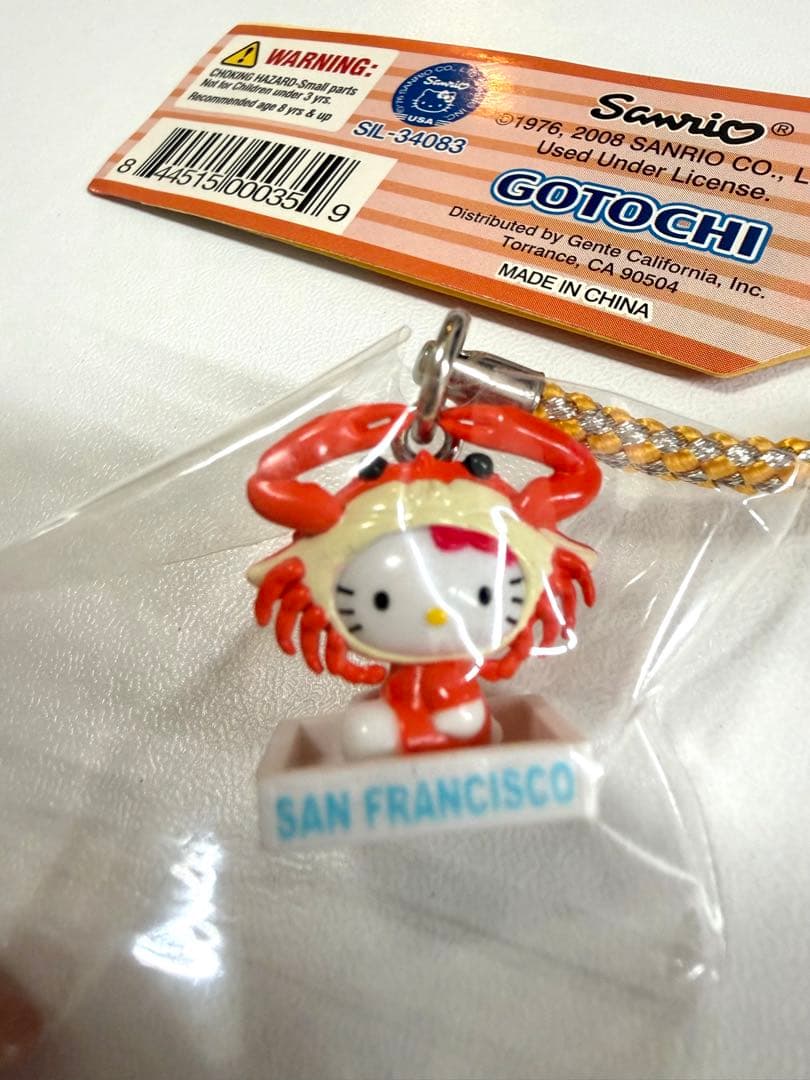 WARNING:
CHOKING HAZARD-Small parts
Not for Children under 3 yrs.
Recommended age 8 yrs & up
Sanrio
USA
SIL-34083
8 44515 00035 9
Sanrio®
©1976, 2008 SANRIO CO., L
Used Under License.
GOTOCHI
Distributed by Gente California, Inc.
Torrance, CA 90504
MADE IN CHINA
SAN FRANCISCO